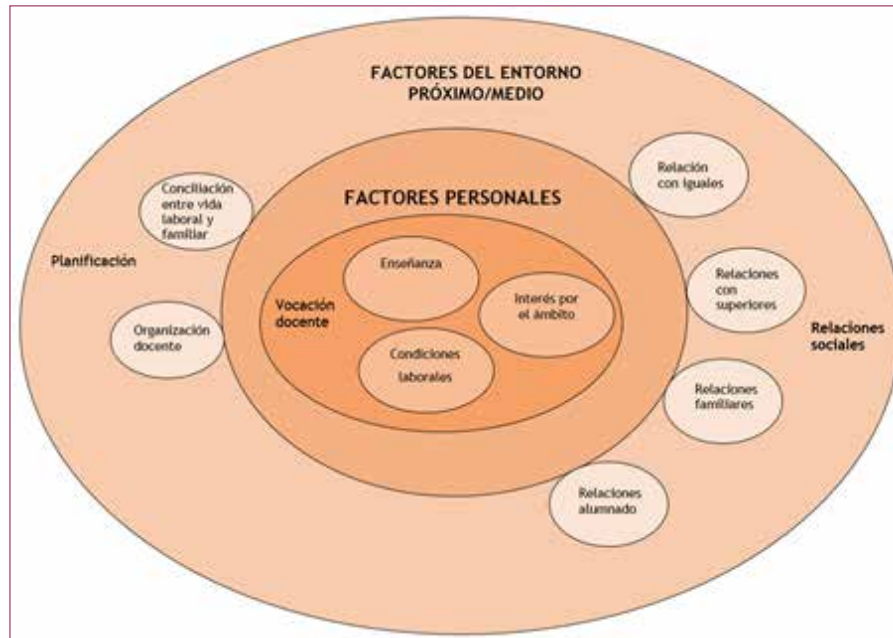 FACTORES DEL ENTORNO
PRÓXIMO/MEDIO
Conciliación
entre vida
laboral y
familiar
Planificación
Organización
docente
FACTORES PERSONALES
Vocación
docente
Enseñanza
Interés por
el ámbito
Condiciones
laborales
Relación
con iguales
Relaciones
con
superiores
Relaciones
sociales
Relaciones
familiares
Relaciones
alumnado